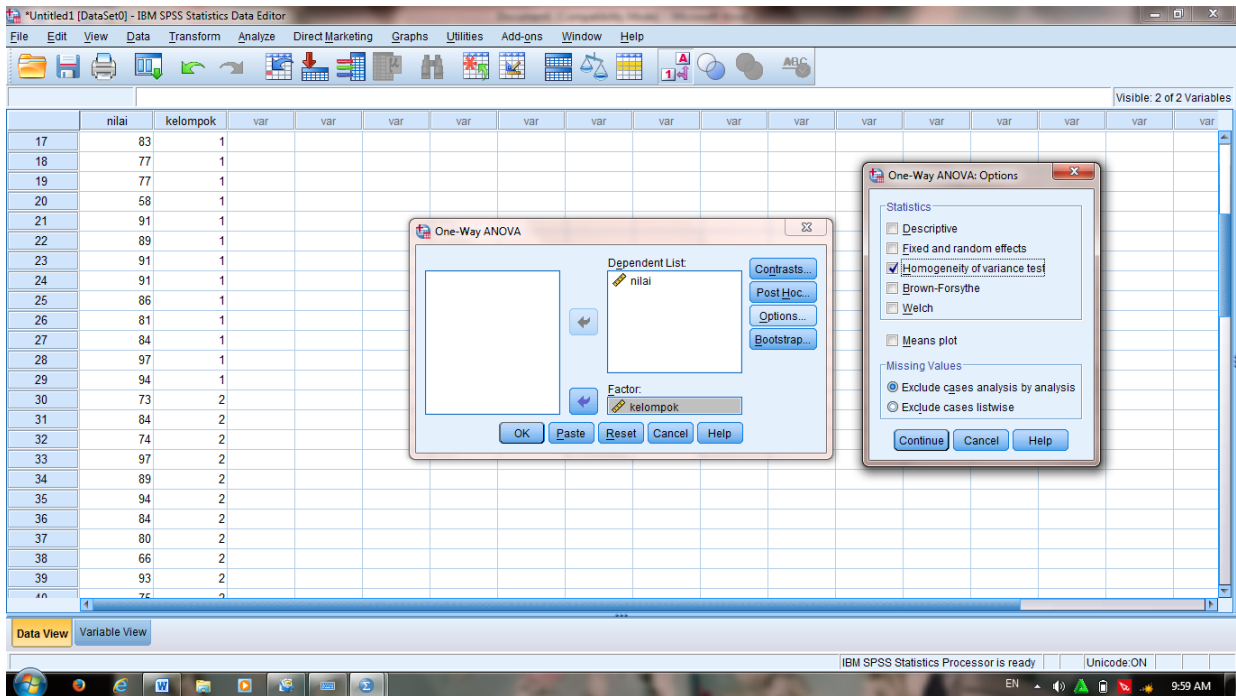 *Untitled1 [DataSet0] - IBM SPSS Statistics Data Editor
File Edit View Data Transform Analyze Direct Marketing Graphs Utilities Add-ons Window Help
Visible: 2 of 2 Variables
nilai kelompok var var var var var var var var var var var var var var var
17 83 1
18 77 1
19 77 1
20 58 1
21 91 1
22 89 1
23 91 1
24 91 1
25 86 1
26 81 1
27 84 1
28 97 1
29 94 1
30 73 2
31 84 2
32 74 2
33 97 2
34 89 2
35 94 2
36 84 2
37 80 2
38 66 2
39 93 2
40 75 2
One-Way ANOVA
Dependent List:
nilai
Contrasts...
Post Hoc...
Options...
Bootstrap...
Factor:
kelompok
OK Paste Reset Cancel Help
One-Way ANOVA: Options
Statistics
Descriptive
Fixed and random effects
Homogeneity of variance test
Brown-Forsythe
Welch
Means plot
Missing Values
Exclude cases analysis by analysis
Exclude cases listwise
Continue Cancel Help
Data View Variable View
IBM SPSS Statistics Processor is ready Unicode:ON
EN 9:59 AM